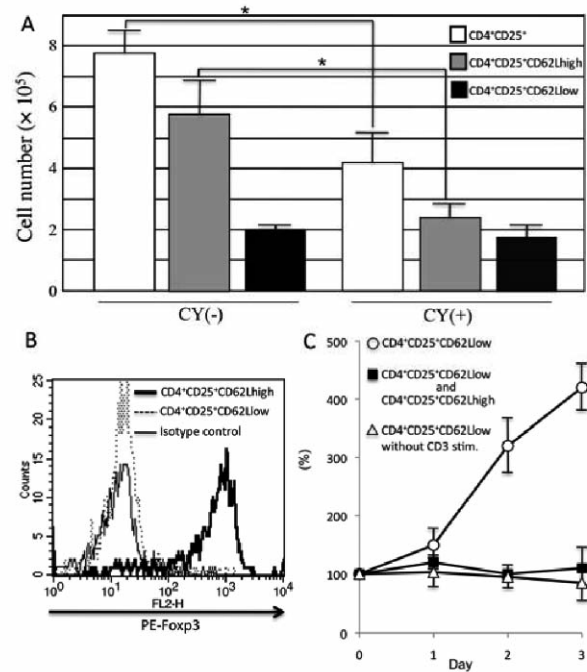 A
*
*
CD4⁺CD25⁺
CD4⁺CD25⁺CD62Lhigh
CD4⁺CD25⁺CD62Llow
Cell number (× 10⁵)
8
6
4
2
0
CY(-)
CY(+)
B
25
20
15
10
5
0
Counts
CD4⁺CD25⁺CD62Lhigh
CD4⁺CD25⁺CD62Llow
Isotype control
10⁰ 10¹ 10² 10³ 10⁴
FL2-H
PE-Foxp3
C
500
400
300
200
100
0
(%)
CD4⁺CD25⁺CD62Llow
CD4⁺CD25⁺CD62Llow
and
CD4⁺CD25⁺CD62Lhigh
CD4⁺CD25⁺CD62Llow
without CD3 stim.
0 1 2 3
Day